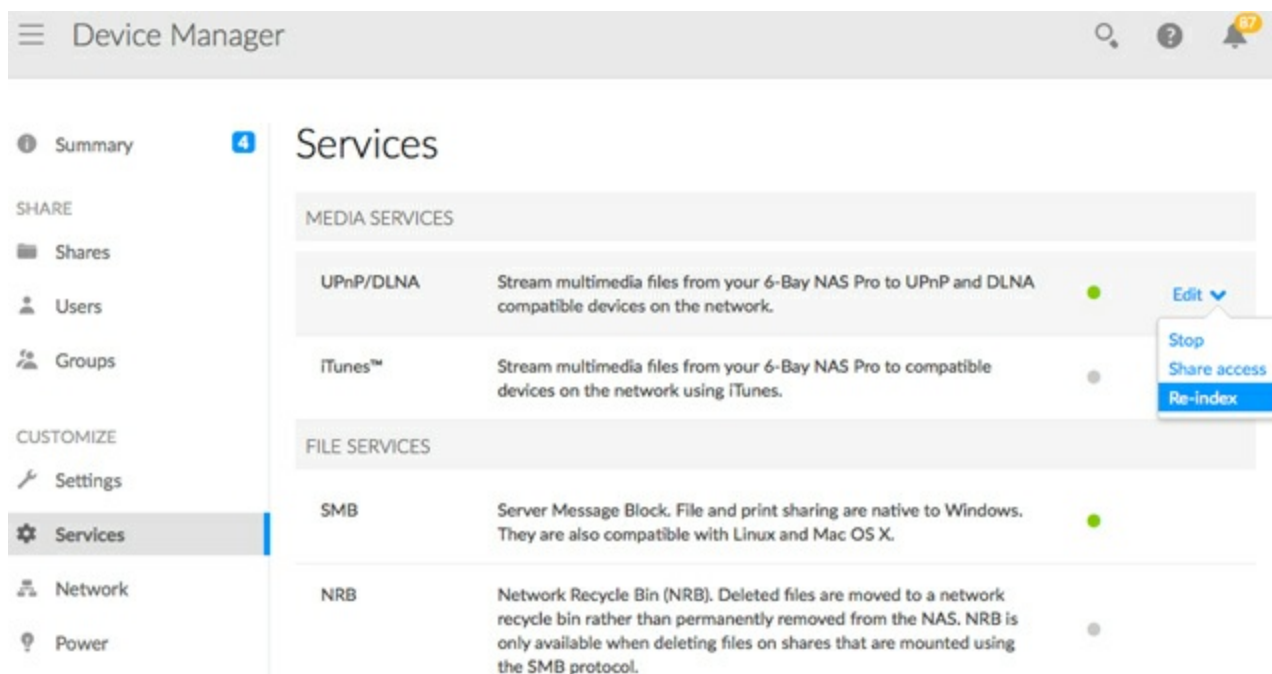 Device Manager
87
Summary
4
SHARE
Shares
Users
Groups
CUSTOMIZE
Settings
Services
Network
Power
Services
MEDIA SERVICES
UPnP/DLNA
Stream multimedia files from your 6-Bay NAS Pro to UPnP and DLNA
compatible devices on the network.
Edit
Stop
Share access
Re-index
iTunes™
Stream multimedia files from your 6-Bay NAS Pro to compatible
devices on the network using iTunes.
FILE SERVICES
SMB
Server Message Block. File and print sharing are native to Windows.
They are also compatible with Linux and Mac OS X.
NRB
Network Recycle Bin (NRB). Deleted files are moved to a network
recycle bin rather than permanently removed from the NAS. NRB is
only available when deleting files on shares that are mounted using
the SMB protocol.